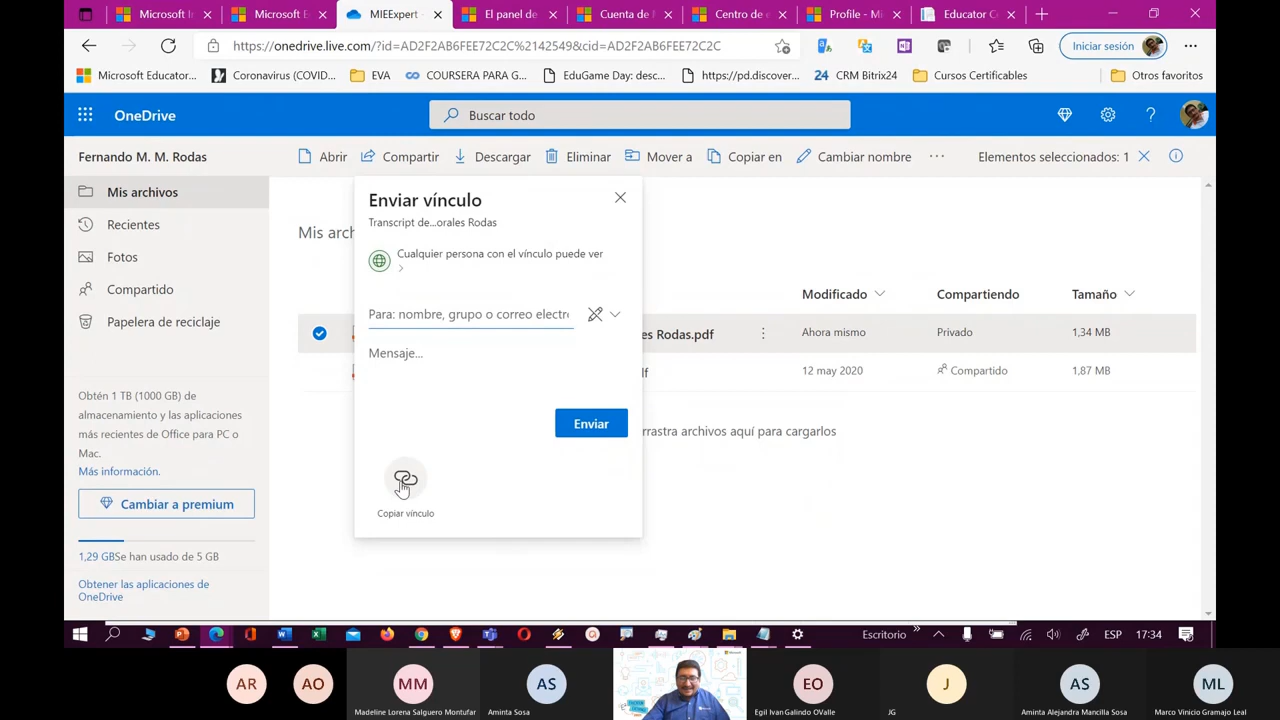 Microsoft In
Microsoft E
MIEExpert -
El panel de
Cuenta de M
Centro de e
Profile - Mi
Educator Ce
https://onedrive.live.com/?id=AD2F2AB6FEE72C2C%2142549&cid=AD2F2AB6FEE72C2C
Iniciar sesión
Microsoft Educator...
Coronavirus (COVID...
EVA
COURSERA PARA G...
EduGame Day: desc...
https://pd.discover...
24 CRM Bitrix24
Cursos Certificables
Otros favoritos
OneDrive
Buscar todo
?
Fernando M. M. Rodas
Abrir
Compartir
Descargar
Eliminar
Mover a
Copiar en
Cambiar nombre
···
Elementos seleccionados: 1
Mis archivos
Recientes
Fotos
Compartido
Papelera de reciclaje
Obtén 1 TB (1000 GB) de
almacenamiento y las aplicaciones
más recientes de Office para PC o
Mac.
Más información.
Cambiar a premium
1,29 GBSe han usado de 5 GB
Obtener las aplicaciones de
OneDrive
Mis arch
Enviar vínculo
Transcript de...orales Rodas
Cualquier persona con el vínculo puede ver
Para: nombre, grupo o correo electró
Mensaje...
Enviar
Copiar vínculo
Modificado
Compartiendo
Tamaño
es Rodas.pdf
Ahora mismo
Privado
1,34 MB
lf
12 may 2020
Compartido
1,87 MB
rrastra archivos aquí para cargarlos
Escritorio
ESP
17:34
AR
AO
MM
Madeline Lorena Salguero Montufar
AS
Aminta Sosa
EO
Egil Ivan Galindo OValle
J
JG
AS
Aminta Alejandra Mancilla Sosa
ML
Marco Vinicio Gramajo Leal